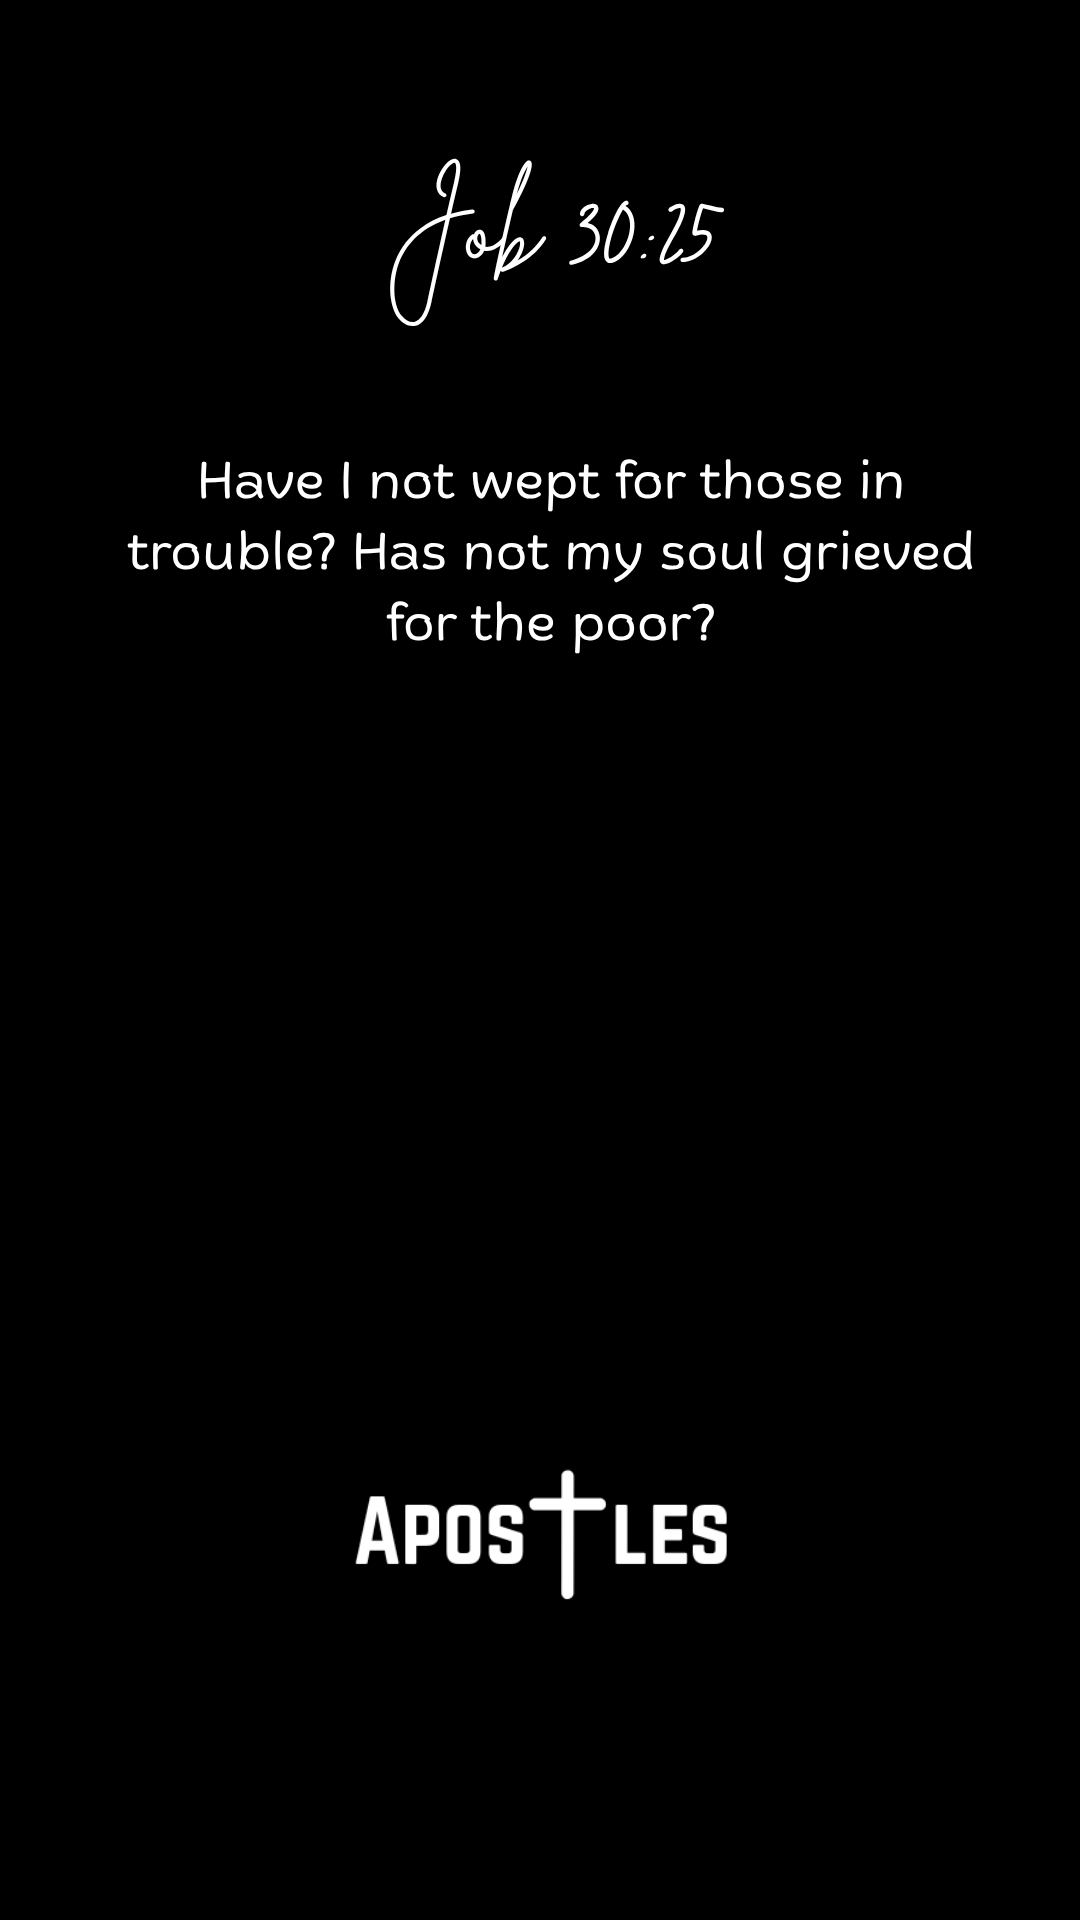 Job 30:25
Have I not wept for those in
trouble? Has not my soul grieved
for the poor?
Apostles